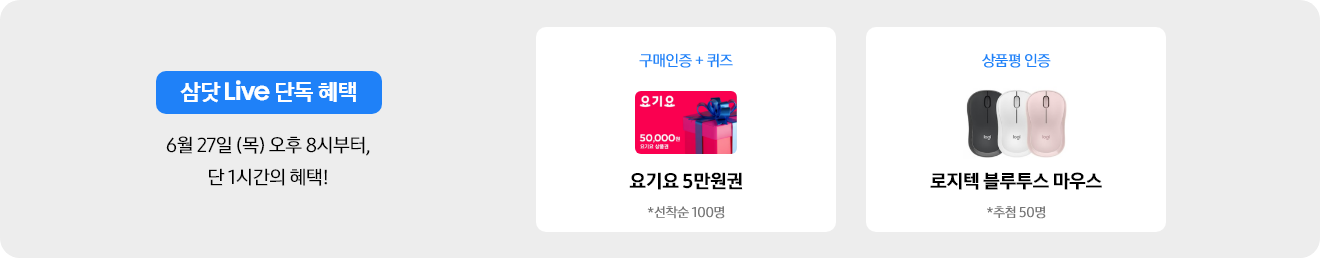 삼닷 Live 단독 혜택
6월 27일 (목) 오후 8시부터,
단 1시간의 혜택!
구매인증 + 퀴즈
요기요
50,000원
요기요 상품권
요기요 5만원권
*선착순 100명
상품평 인증
logi
logi
logi
로지텍 블루투스 마우스
*추첨 50명